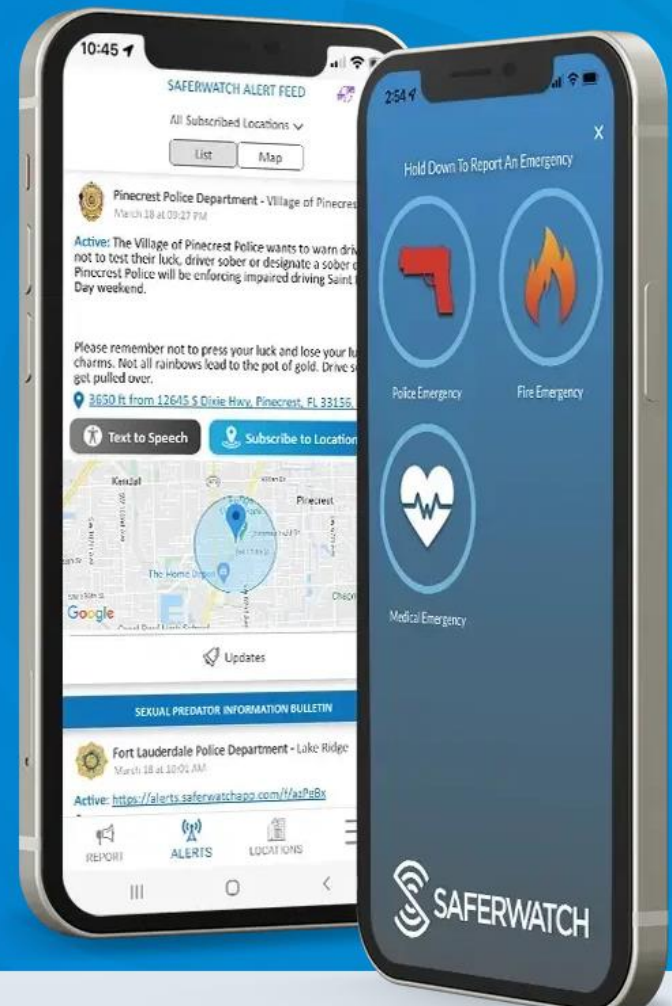 10:45
SAFERWATCH ALERT FEED
All Subscribed Locations
List
Map
Pinecrest Police Department - Village of Pinecres
March 18 at 09:27 PM
Active: The Village of Pinecrest Police wants to warn driv
not to test their luck, driver sober or designate a sober
Pinecrest Police will be enforcing impaired driving Saint
Day weekend.
Please remember not to press your luck and lose your lu
charms. Not all rainbows lead to the pot of gold. Drive s
get pulled over.
3650 ft from 12645 S Dixie Hwy, Pinecrest, FL 33156,
Text to Speech
Subscribe to Location
Kendal
Pinecrest
The Home Depot
Google
Updates
SEXUAL PREDATOR INFORMATION BULLETIN
Fort Lauderdale Police Department - Lake Ridge
March 18 at 10:01 AM
Active: https://alerts.saferwatchapp.com/f/azPgBx
REPORT
ALERTS
LOCATIONS
2:54
X
Hold Down To Report An Emergency
Police Emergency
Fire Emergency
Medical Emergency
SAFERWATCH